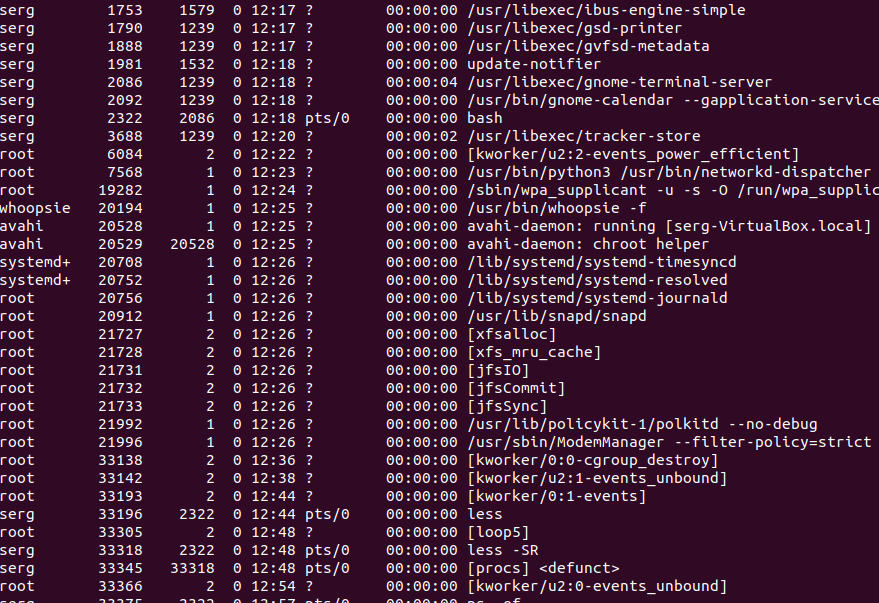 serg 1753 1579 0 12:17 ? 00:00:00 /usr/libexec/ibus-engine-simple
serg 1790 1239 0 12:17 ? 00:00:00 /usr/libexec/gsd-printer
serg 1888 1239 0 12:17 ? 00:00:00 /usr/libexec/gvfsd-metadata
serg 1981 1532 0 12:18 ? 00:00:00 update-notifier
serg 2086 1239 0 12:18 ? 00:00:04 /usr/libexec/gnome-terminal-server
serg 2092 1239 0 12:18 ? 00:00:00 /usr/bin/gnome-calendar --gapplication-service
serg 2322 2086 0 12:18 pts/0 00:00:00 bash
serg 3688 1239 0 12:20 ? 00:00:02 /usr/libexec/tracker-store
root 6084 2 0 12:22 ? 00:00:00 [kworker/u2:2-events_power_efficient]
root 7568 1 0 12:23 ? 00:00:00 /usr/bin/python3 /usr/bin/networkd-dispatcher
root 19282 1 0 12:24 ? 00:00:00 /sbin/wpa_supplicant -u -s -O /run/wpa_supplic
whoopsie 20194 1 0 12:25 ? 00:00:00 /usr/bin/whoopsie -f
avahi 20528 1 0 12:25 ? 00:00:00 avahi-daemon: running [serg-VirtualBox.local]
avahi 20529 20528 0 12:25 ? 00:00:00 avahi-daemon: chroot helper
systemd+ 20708 1 0 12:26 ? 00:00:00 /lib/systemd/systemd-timesyncd
systemd+ 20752 1 0 12:26 ? 00:00:00 /lib/systemd/systemd-resolved
root 20756 1 0 12:26 ? 00:00:00 /lib/systemd/systemd-journald
root 20912 1 0 12:26 ? 00:00:00 /usr/lib/snapd/snapd
root 21727 2 0 12:26 ? 00:00:00 [xfsalloc]
root 21728 2 0 12:26 ? 00:00:00 [xfs_mru_cache]
root 21731 2 0 12:26 ? 00:00:00 [jfsIO]
root 21732 2 0 12:26 ? 00:00:00 [jfsCommit]
root 21733 2 0 12:26 ? 00:00:00 [jfsSync]
root 21992 1 0 12:26 ? 00:00:00 /usr/lib/policykit-1/polkitd --no-debug
root 21996 1 0 12:26 ? 00:00:00 /usr/sbin/ModemManager --filter-policy=strict
root 33138 2 0 12:36 ? 00:00:00 [kworker/0:0-cgroup_destroy]
root 33142 2 0 12:38 ? 00:00:00 [kworker/u2:1-events_unbound]
root 33193 2 0 12:44 ? 00:00:00 [kworker/0:1-events]
serg 33196 2322 0 12:44 pts/0 00:00:00 less
root 33305 2 0 12:48 ? 00:00:00 [loop5]
serg 33318 2322 0 12:48 pts/0 00:00:00 less -SR
serg 33345 33318 0 12:48 pts/0 00:00:00 [procs] <defunct>
root 33366 2 0 12:54 ? 00:00:00 [kworker/u2:0-events_unbound]
serg 33375 2322 0 12:57 pts/0 00:00:00 ps -ef